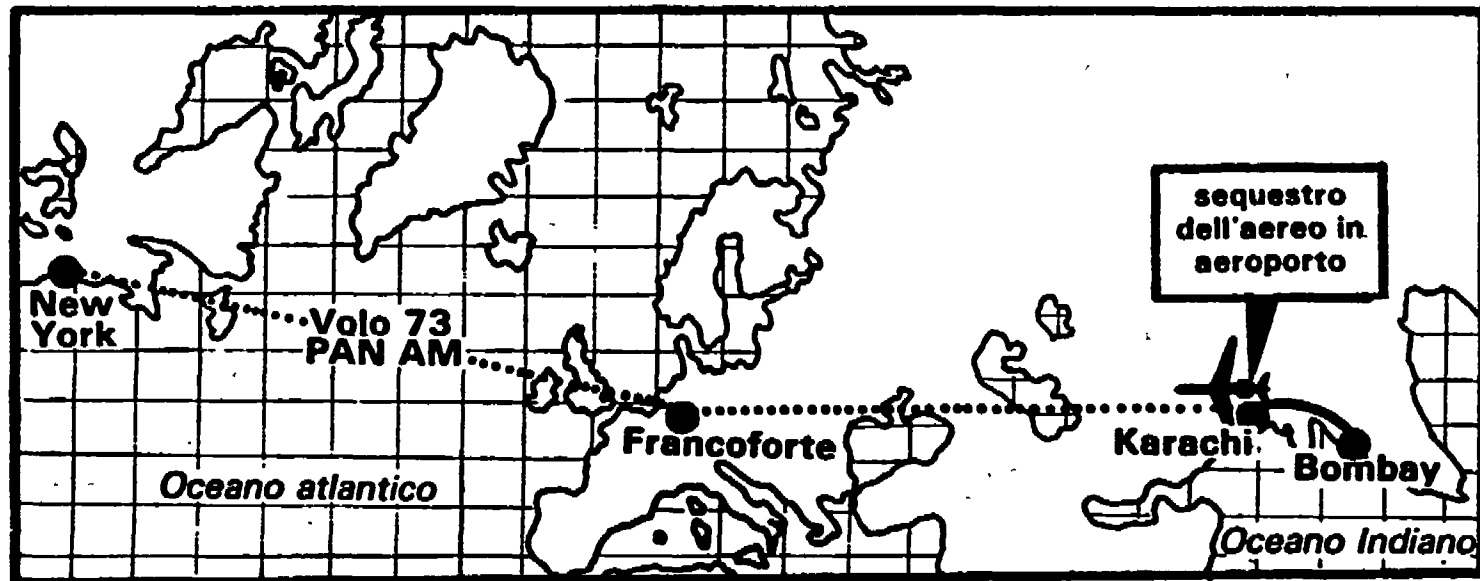 sequestro
dell'aereo in
aeroporto
New
York
Volo 73
PAN AM
Francoforte
Karachi
Bombay
Oceano atlantico
Oceano Indiano